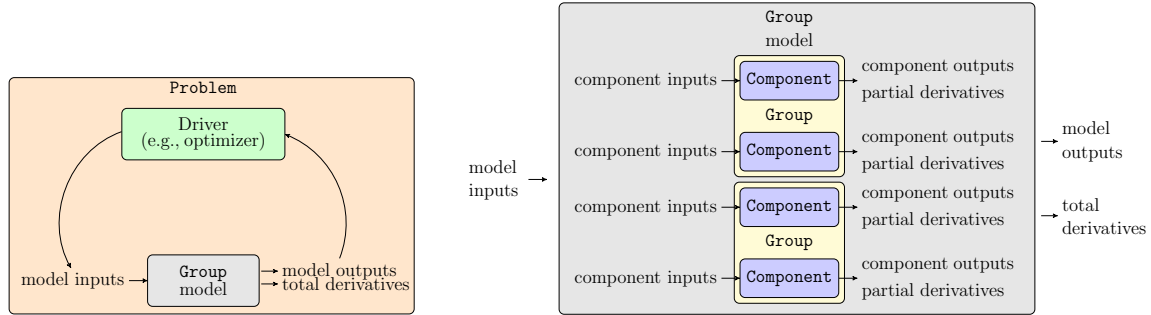 Problem
Driver
(e.g., optimizer)
model inputs
Group
model
model outputs
total derivatives
model
inputs
Group
model
component inputs
Component
component outputs
partial derivatives
Group
component inputs
Component
component outputs
partial derivatives
component inputs
Component
component outputs
partial derivatives
Group
component inputs
Component
component outputs
partial derivatives
model
outputs
total
derivatives